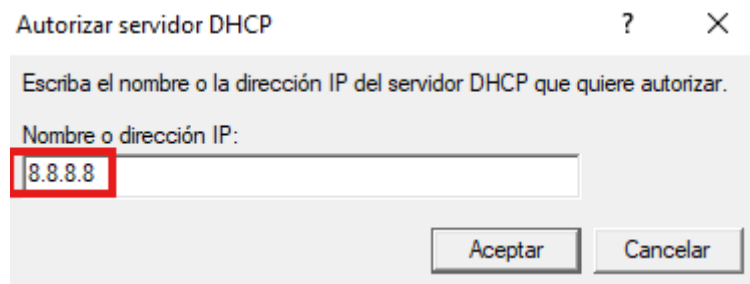 Autorizar servidor DHCP ? ×
Escriba el nombre o la dirección IP del servidor DHCP que quiere autorizar.
Nombre o dirección IP:
8.8.8.8
Aceptar Cancelar